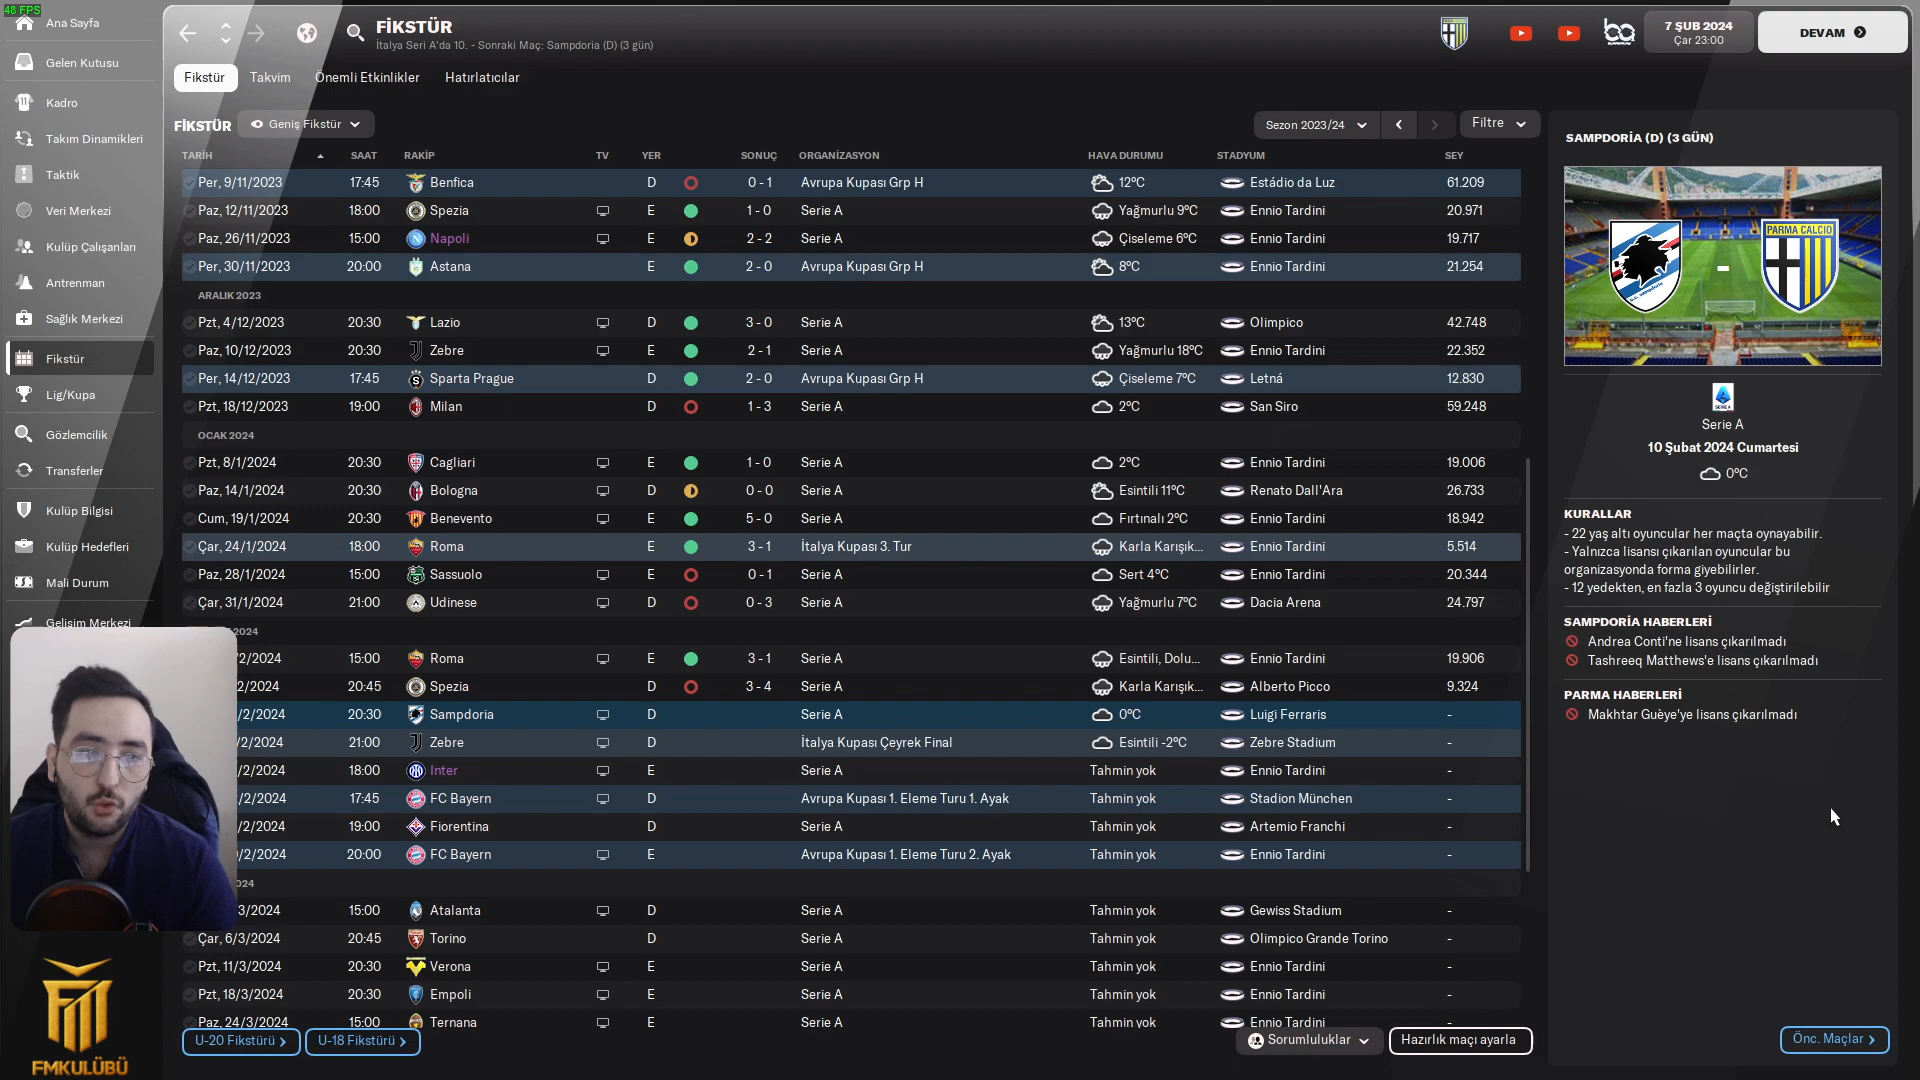 48 FPS
Ana Sayfa
Gelen Kutusu
Kadro
Takım Dinamikleri
Taktik
Veri Merkezi
Kulüp Çalışanları
Antrenman
Sağlık Merkezi
Fikstür
Lig/Kupa
Gözlemcilik
Transferler
Kulüp Bilgisi
Kulüp Hedefleri
Mali Durum
Gelişim Merkezi
FMKULÜBÜ
FİKSTÜR
İtalya Seri A'da 10. - Sonraki Maç: Sampdoria (D) (3 gün)
7 ŞUB 2024
Çar 23:00
DEVAM
Fikstür Takvim Önemli Etkinlikler Hatırlatıcılar
FİKSTÜR Geniş Fikstür Sezon 2023/24 Filtre
TARİH SAAT RAKİP TV YER SONUÇ ORGANİZASYON HAVA DURUMU STADYUM SEY
Per, 9/11/2023 17:45 Benfica D 0 - 1 Avrupa Kupası Grp H 12ºC Estádio da Luz 61.209
Paz, 12/11/2023 18:00 Spezia E 1 - 0 Serie A Yağmurlu 9ºC Ennio Tardini 20.971
Paz, 26/11/2023 15:00 Napoli E 2 - 2 Serie A Çiseleme 6ºC Ennio Tardini 19.717
Per, 30/11/2023 20:00 Astana E 2 - 0 Avrupa Kupası Grp H 8ºC Ennio Tardini 21.254
ARALIK 2023
Pzt, 4/12/2023 20:30 Lazio D 3 - 0 Serie A 13ºC Olimpico 42.748
Paz, 10/12/2023 20:30 Zebre E 2 - 1 Serie A Yağmurlu 18ºC Ennio Tardini 22.352
Per, 14/12/2023 17:45 Sparta Prague D 2 - 0 Avrupa Kupası Grp H Çiseleme 7ºC Letná 12.830
Pzt, 18/12/2023 19:00 Milan D 1 - 3 Serie A 2ºC San Siro 59.248
OCAK 2024
Pzt, 8/1/2024 20:30 Cagliari E 1 - 0 Serie A 2ºC Ennio Tardini 19.006
Paz, 14/1/2024 20:30 Bologna D 0 - 0 Serie A Esintili 11ºC Renato Dall'Ara 26.733
Cum, 19/1/2024 20:30 Benevento E 5 - 0 Serie A Fırtınalı 2ºC Ennio Tardini 18.942
Çar, 24/1/2024 18:00 Roma E 3 - 1 İtalya Kupası 3. Tur Karla Karışık... Ennio Tardini 5.514
Paz, 28/1/2024 15:00 Sassuolo E 0 - 1 Serie A Sert 4ºC Ennio Tardini 20.344
Çar, 31/1/2024 21:00 Udinese D 0 - 3 Serie A Yağmurlu 7ºC Dacia Arena 24.797
2024
/2/2024 15:00 Roma E 3 - 1 Serie A Esintili, Dolu... Ennio Tardini 19.906
/2/2024 20:45 Spezia D 3 - 4 Serie A Karla Karışık... Alberto Picco 9.324
/2/2024 20:30 Sampdoria D Serie A 0ºC Luigi Ferraris -
/2/2024 21:00 Zebre D İtalya Kupası Çeyrek Final Esintili -2ºC Zebre Stadium -
/2/2024 18:00 Inter E Serie A Tahmin yok Ennio Tardini -
/2/2024 17:45 FC Bayern D Avrupa Kupası 1. Eleme Turu 1. Ayak Tahmin yok Stadion München -
/2/2024 19:00 Fiorentina D Serie A Tahmin yok Artemio Franchi -
/2/2024 20:00 FC Bayern E Avrupa Kupası 1. Eleme Turu 2. Ayak Tahmin yok Ennio Tardini -
2024
3/2024 15:00 Atalanta D Serie A Tahmin yok Gewiss Stadium -
Çar, 6/3/2024 20:45 Torino D Serie A Tahmin yok Olimpico Grande Torino -
Pzt, 11/3/2024 20:30 Verona E Serie A Tahmin yok Ennio Tardini -
Pzt, 18/3/2024 20:30 Empoli E Serie A Tahmin yok Ennio Tardini -
Paz, 24/3/2024 15:00 Ternana E Serie A Tahmin yok Ennio Tardini -
U-20 Fikstürü U-18 Fikstürü Sorumluluklar Hazırlık maçı ayarla
SAMPDORİA (D) (3 GÜN)
PARMA CALCIO
SERIE A
Serie A
10 Şubat 2024 Cumartesi
0ºC
KURALLAR
- 22 yaş altı oyuncular her maçta oynayabilir.
- Yalnızca lisansı çıkarılan oyuncular bu
organizasyonda forma giyebilirler.
- 12 yedekten, en fazla 3 oyuncu değiştirilebilir
SAMPDORİA HABERLERİ
Andrea Conti'ne lisans çıkarılmadı
Tashreeq Matthews'e lisans çıkarılmadı
PARMA HABERLERİ
Makhtar Guèye'ye lisans çıkarılmadı
Önc. Maçlar